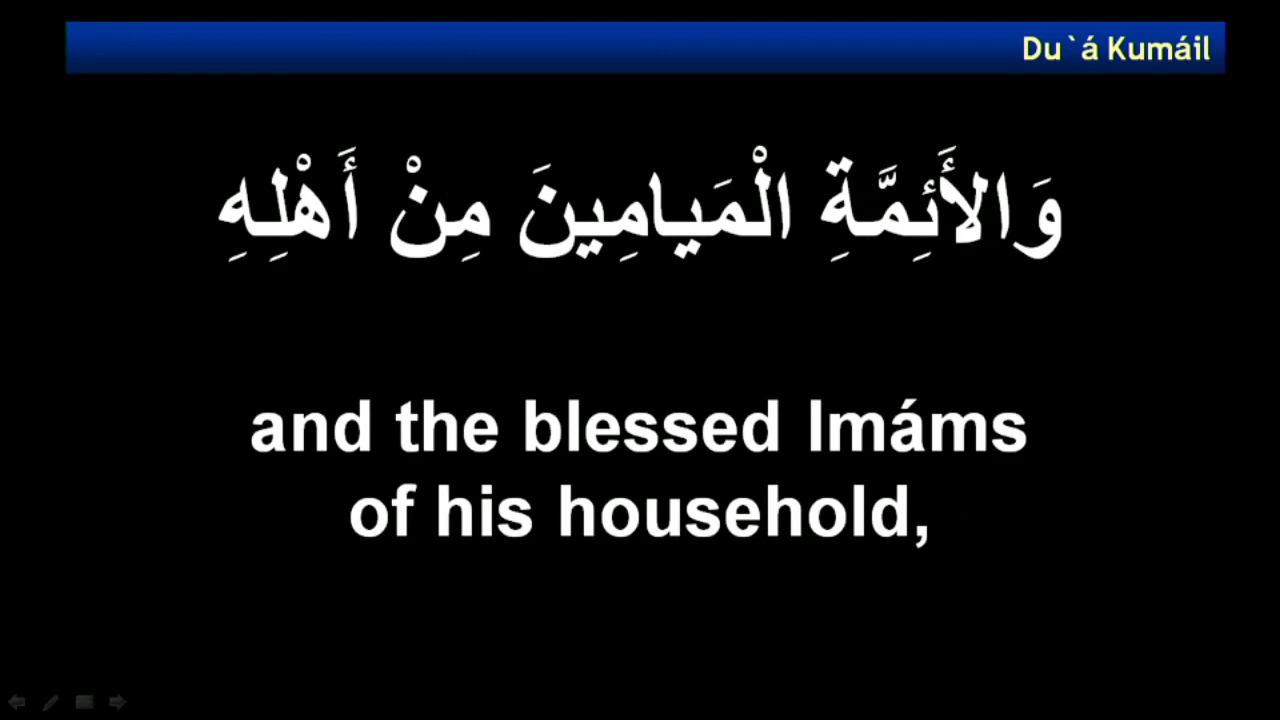 Du`á Kumáil
وَالأَئِمَّةِ الْمَيامِينَ مِنْ أَهْلِهِ
and the blessed Imáms
of his household,